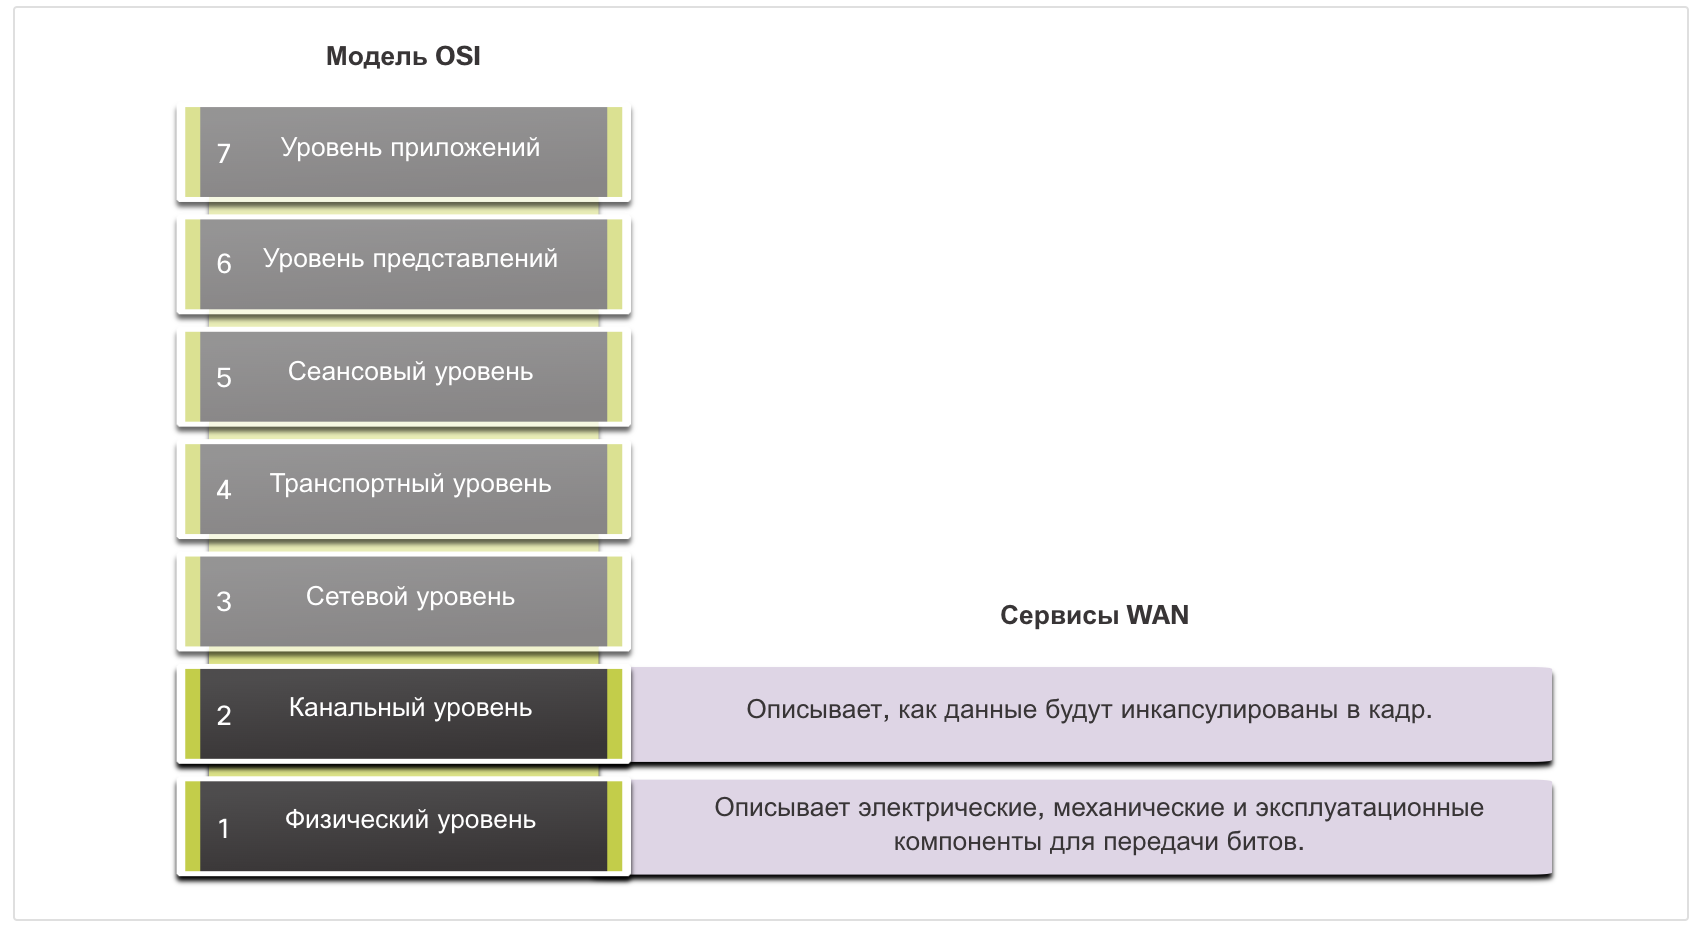 Модель OSI
7 Уровень приложений
6 Уровень представлений
5 Сеансовый уровень
4 Транспортный уровень
3 Сетевой уровень
Сервисы WAN
2 Канальный уровень
Описывает, как данные будут инкапсулированы в кадр.
1 Физический уровень
Описывает электрические, механические и эксплуатационные
компоненты для передачи битов.